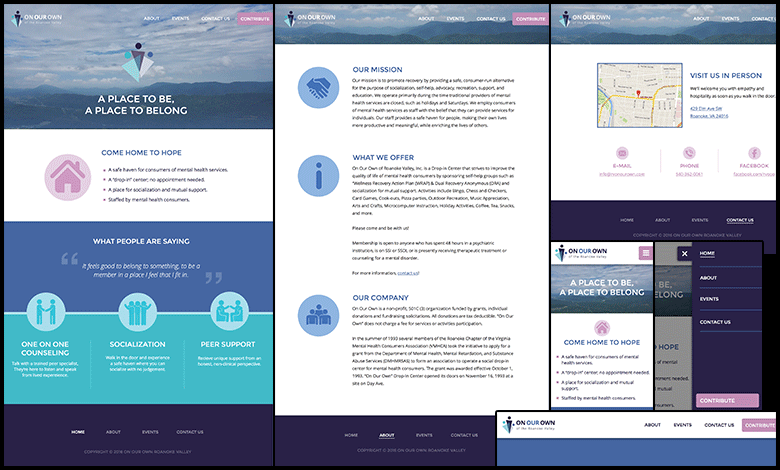 ON OUR OWN
of the Roanoke Valley
ABOUT
EVENTS
CONTACT US
CONTRIBUTE
A PLACE TO BE,
A PLACE TO BELONG
COME HOME TO HOPE
A safe haven for consumers of mental health services.
A "drop-in" center; no appointment needed.
A place for socialization and mutual support.
Staffed by mental health consumers.
WHAT PEOPLE ARE SAYING
It feels good to belong to something, to be a
member in a place I feel that I fit in.
ONE ON ONE
COUNSELING
Talk with a trained peer specialist.
They're here to listen and speak
from lived experience.
SOCIALIZATION
Walk in the door and experience
a safe haven where you can
socialize with no judgement.
PEER SUPPORT
Receive unique support from an
honest, non-clinical perspective.
HOME
ABOUT
EVENTS
CONTACT US
COPYRIGHT © 2015 ON OUR OWN ROANOKE VALLEY
ON OUR OWN
of the Roanoke Valley
ABOUT
EVENTS
CONTACT US
CONTRIBUTE
OUR MISSION
Our mission is to promote recovery by providing a safe, consumer-run alternative
for the purpose of socialization, self-help, advocacy, recreation, support, and
education. We operate primarily during the time traditional providers of mental
health services are closed, such as holidays and Saturdays. We employ consumers
of mental health services as staff with the belief that they can provide services for
individuals. Our staff provides a safe haven for people, making their own lives
more productive and meaningful, while enriching the lives of others.
WHAT WE OFFER
On Our Own of Roanoke Valley, Inc. is a Drop-in Center that strives to improve the
quality of life of mental health consumers by sponsoring self-help groups such as
"Wellness Recovery Action Plan (WRAP) & Dual Recovery Anonymous (DRA) and
socialization for mutual support. Activities include Bingo, Chess and Checkers,
Card Games, Cook-outs, Pizza parties, Outdoor Recreation, Music Appreciation,
Arts and Crafts, Microcomputer Instruction, Holiday Activities, Coffee, Tea, Snacks,
and more.
Please come and be with us!
Membership is open to anyone who has spent 48 hours in a psychiatric
institution, is on SSI or SSDI, or is presently receiving therapeutic treatment or
counseling for a mental disorder.
For more information, contact us!
OUR COMPANY
On Our Own is a nonprofit, 501C (3) organization funded by grants, individual
donations and fundraising solicitations. All donations are tax deductible. "On Our
Own" does not charge a fee for services or activities participation.
In the summer of 1993 several members of the Roanoke Chapter of the Virginia
Mental Health Consumers Association (VMHCA) took the initiative to apply for a
grant from the Department of Mental Health, Mental Retardation, and Substance
Abuse Services (DMHMRSAS) to form an association to operate a social drop-in
center for mental health consumers. The grant was awarded effective October 1,
1993. "On Our Own" Drop-in Center opened its doors on November 16, 1993 at a
site on Day Ave.
HOME
ABOUT
EVENTS
CONTACT US
COPYRIGHT © 2015 ON OUR OWN ROANOKE VALLEY
ON OUR OWN
of the Roanoke Valley
ABOUT
EVENTS
CONTACT US
VISIT US IN PERSON
We'll welcome you with empathy and
hospitality as soon as you walk in the door.
Roanoke, VA 24016
E-MAIL
PHONE
FACEBOOK
HOME
ABOUT
EVENTS
CONTACT US
COPYRIGHT © 2015 ON OUR OWN ROANOKE VALLEY
ON OUR OWN
of the Roanoke Valley
A PLACE TO BE,
A PLACE TO BELONG
COME HOME TO HOPE
A safe haven for consumers of mental health
services.
A "drop-in" center; no appointment needed.
A place for socialization and mutual
support.
Staffed by mental health consumers.
HOME
ABOUT
EVENTS
CONTACT US
CONTRIBUTE
ON OUR OWN
of the Roanoke Valley
ABOUT
EVENTS
CONTACT US
CONTRIBUTE